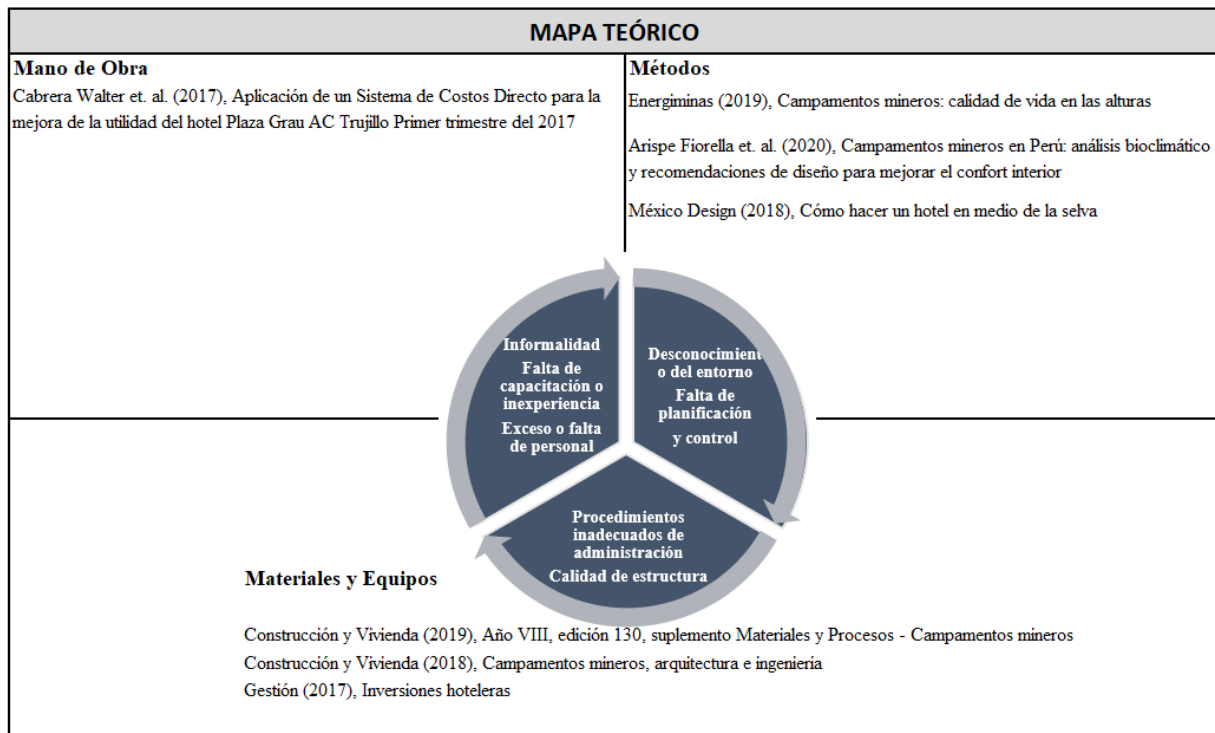 MAPA TEÓRICO
Mano de Obra
Cabrera Walter et. al. (2017), Aplicación de un Sistema de Costos Directo para la
mejora de la utilidad del hotel Plaza Grau AC Trujillo Primer trimestre del 2017
Métodos
Energiminas (2019), Campamentos mineros: calidad de vida en las alturas
Arispe Fiorella et. al. (2020), Campamentos mineros en Perú: análisis bioclimático
y recomendaciones de diseño para mejorar el confort interior
México Design (2018), Cómo hacer un hotel en medio de la selva
Informalidad
Falta de
capacitación o
inexperiencia
Exceso o falta
de personal
Desconocimient
o del entorno
Falta de
planificación
y control
Procedimientos
inadecuados de
administración
Calidad de estructura
Materiales y Equipos
Construcción y Vivienda (2019), Año VIII, edición 130, suplemento Materiales y Procesos - Campamentos mineros
Construcción y Vivienda (2018), Campamentos mineros, arquitectura e ingeniería
Gestión (2017), Inversiones hoteleras